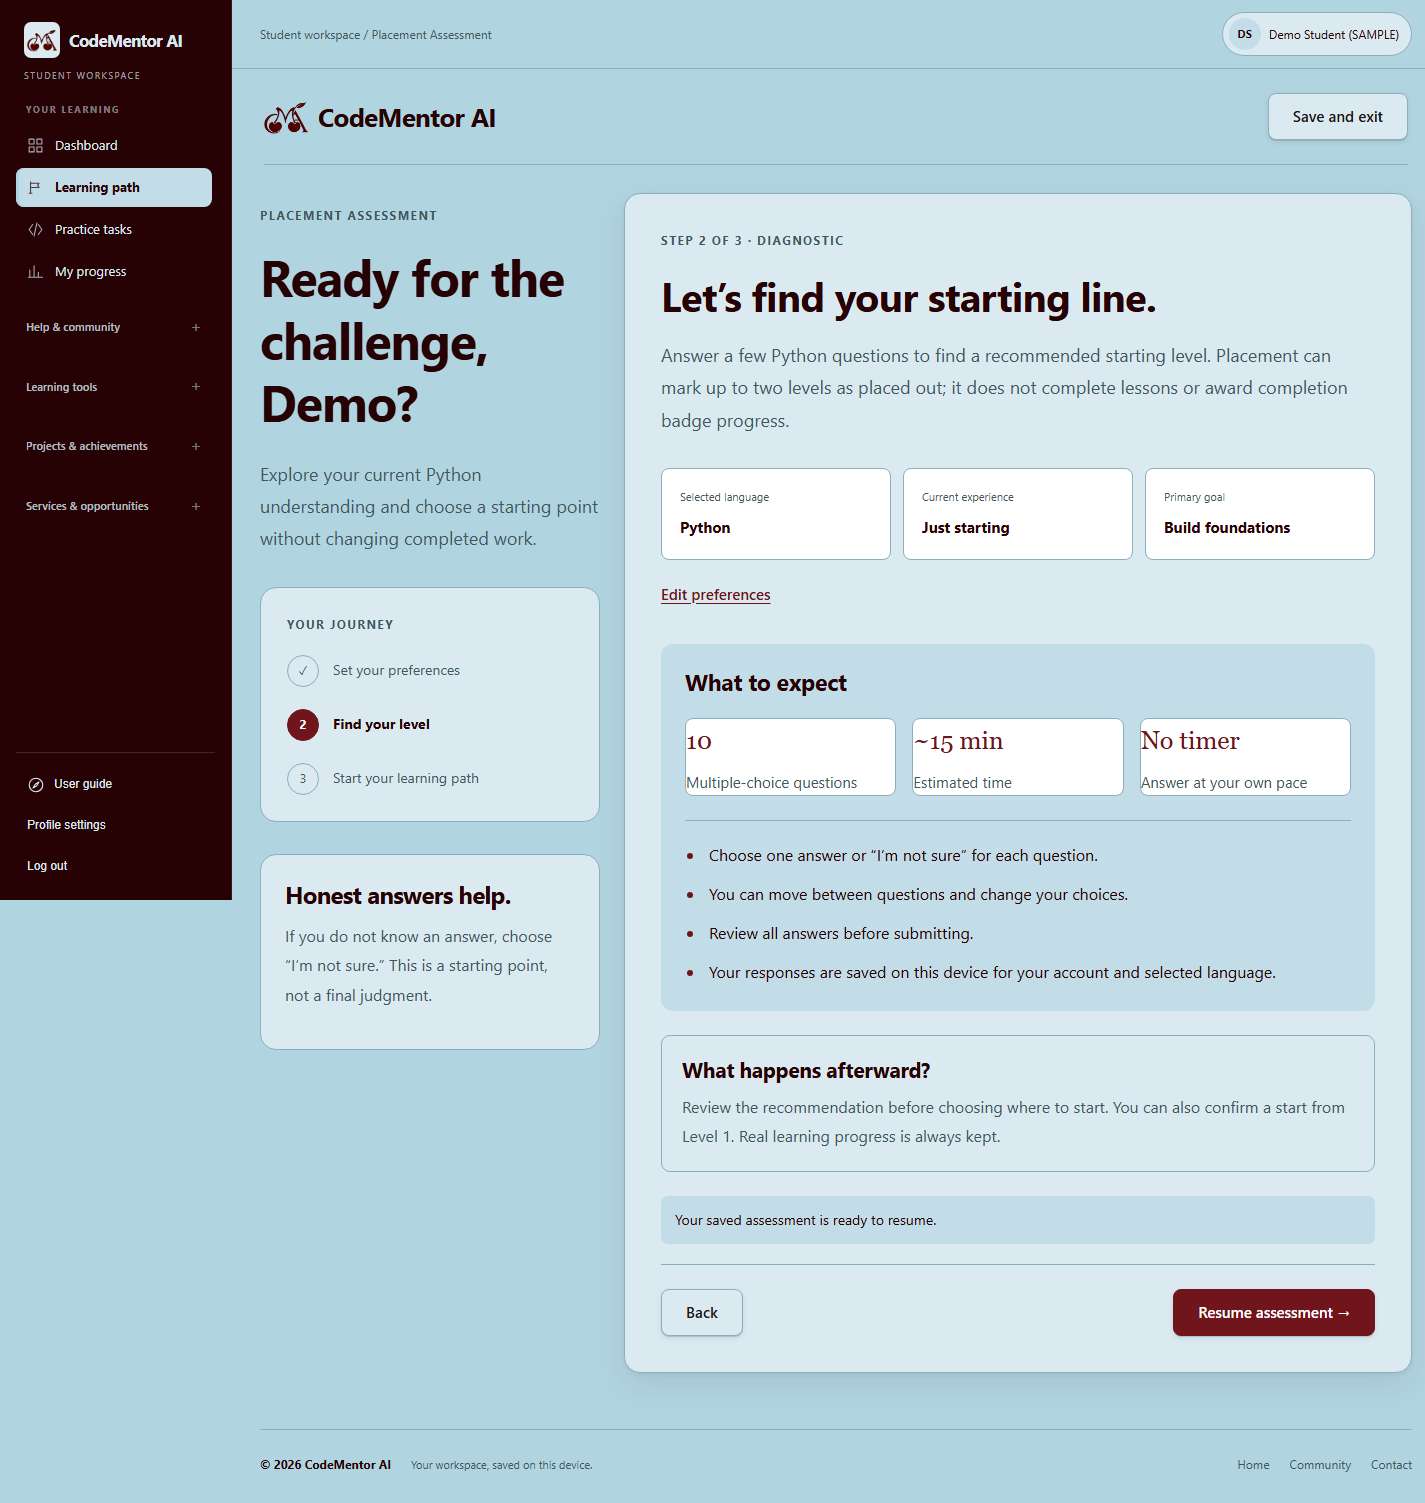 CodeMentor AI
STUDENT WORKSPACE
YOUR LEARNING
Dashboard
Learning path
Practice tasks
My progress
Help & community +
Learning tools +
Projects & achievements +
Services & opportunities +
User guide
Profile settings
Log out
Student workspace / Placement Assessment
DS Demo Student (SAMPLE)
CodeMentor AI
Save and exit
PLACEMENT ASSESSMENT
Ready for the
challenge,
Demo?
Explore your current Python
understanding and choose a starting point
without changing completed work.
YOUR JOURNEY
✓ Set your preferences
2 Find your level
3 Start your learning path
Honest answers help.
If you do not know an answer, choose
“I’m not sure.” This is a starting point,
not a final judgment.
STEP 2 OF 3 · DIAGNOSTIC
Let’s find your starting line.
Answer a few Python questions to find a recommended starting level. Placement can
mark up to two levels as placed out; it does not complete lessons or award completion
badge progress.
Selected language
Python
Current experience
Just starting
Primary goal
Build foundations
Edit preferences
What to expect
10
Multiple-choice questions
~15 min
Estimated time
No timer
Answer at your own pace
• Choose one answer or “I’m not sure” for each question.
• You can move between questions and change your choices.
• Review all answers before submitting.
• Your responses are saved on this device for your account and selected language.
What happens afterward?
Review the recommendation before choosing where to start. You can also confirm a start from
Level 1. Real learning progress is always kept.
Your saved assessment is ready to resume.
Back
Resume assessment →
© 2026 CodeMentor AI Your workspace, saved on this device.
Home Community Contact